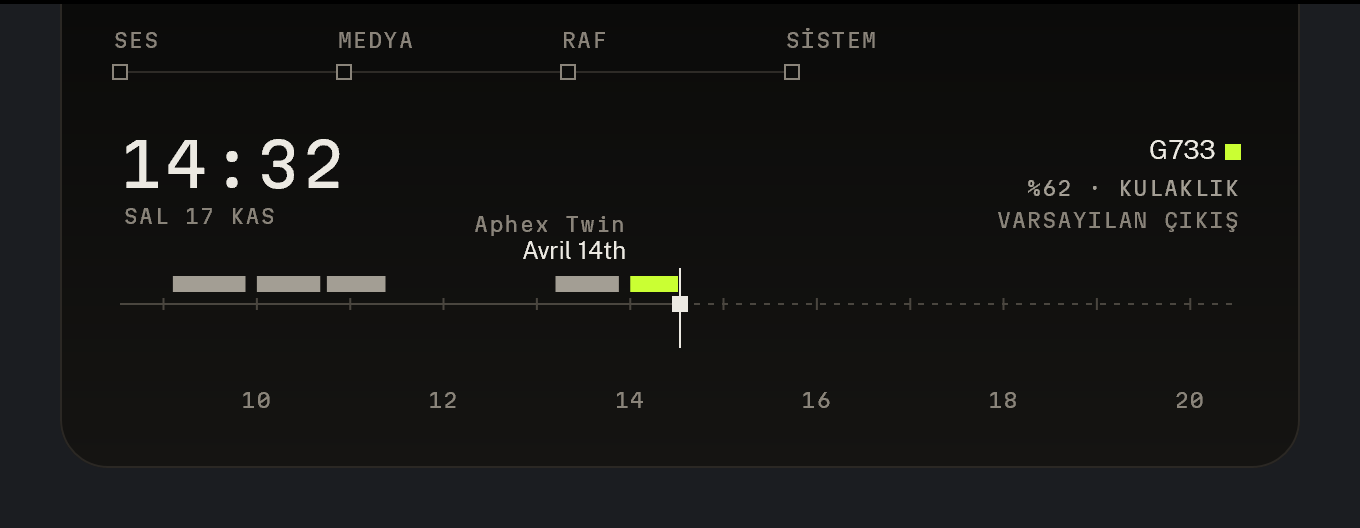 SES MEDYA RAF SİSTEM
14:32
SAL 17 KAS
G733
%62 · KULAKLIK
VARSAYILAN ÇIKIŞ
Aphex Twin
Avril 14th
10 12 14 16 18 20